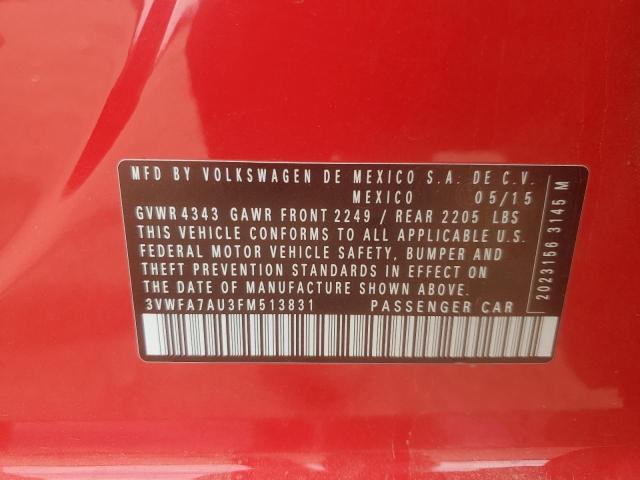 MFD BY VOLKSWAGEN DE MEXICO S.A. DE C.V.
MEXICO 05/15
GVWR 4343 GAWR FRONT 2249 / REAR 2205 LBS
THIS VEHICLE CONFORMS TO ALL APPLICABLE U.S.
FEDERAL MOTOR VEHICLE SAFETY, BUMPER AND
THEFT PREVENTION STANDARDS IN EFFECT ON
THE DATE OF MANUFACTURE SHOWN ABOVE.
3VWFA7AU3FM513831 PASSENGER CAR
2023156 3145 M